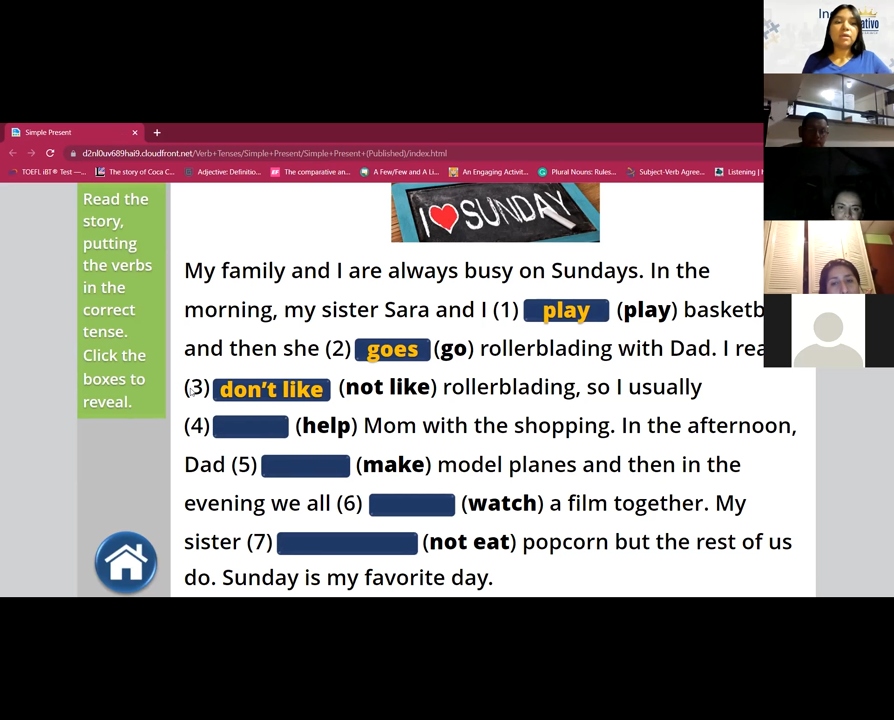 In
ativo
Simple Present
d2nl0uv689hai9.cloudfront.net/Verb+Tenses/Simple+Present/Simple+Present+(Published)/index.html
TOEFL iBT® Test —... The story of Coca C... Adjective: Definitio... The comparative an... A Few/Few and A Li... An Engaging Activit... Plural Nouns: Rules... Subject-Verb Agree... Listening
Read the
story,
putting
the verbs
in the
correct
tense.
Click the
boxes to
reveal.
I SUNDAY
My family and I are always busy on Sundays. In the
morning, my sister Sara and I (1) play (play) basketb
and then she (2) goes (go) rollerblading with Dad. I rea
(3) don't like (not like) rollerblading, so I usually
(4) (help) Mom with the shopping. In the afternoon,
Dad (5) (make) model planes and then in the
evening we all (6) (watch) a film together. My
sister (7) (not eat) popcorn but the rest of us
do. Sunday is my favorite day.